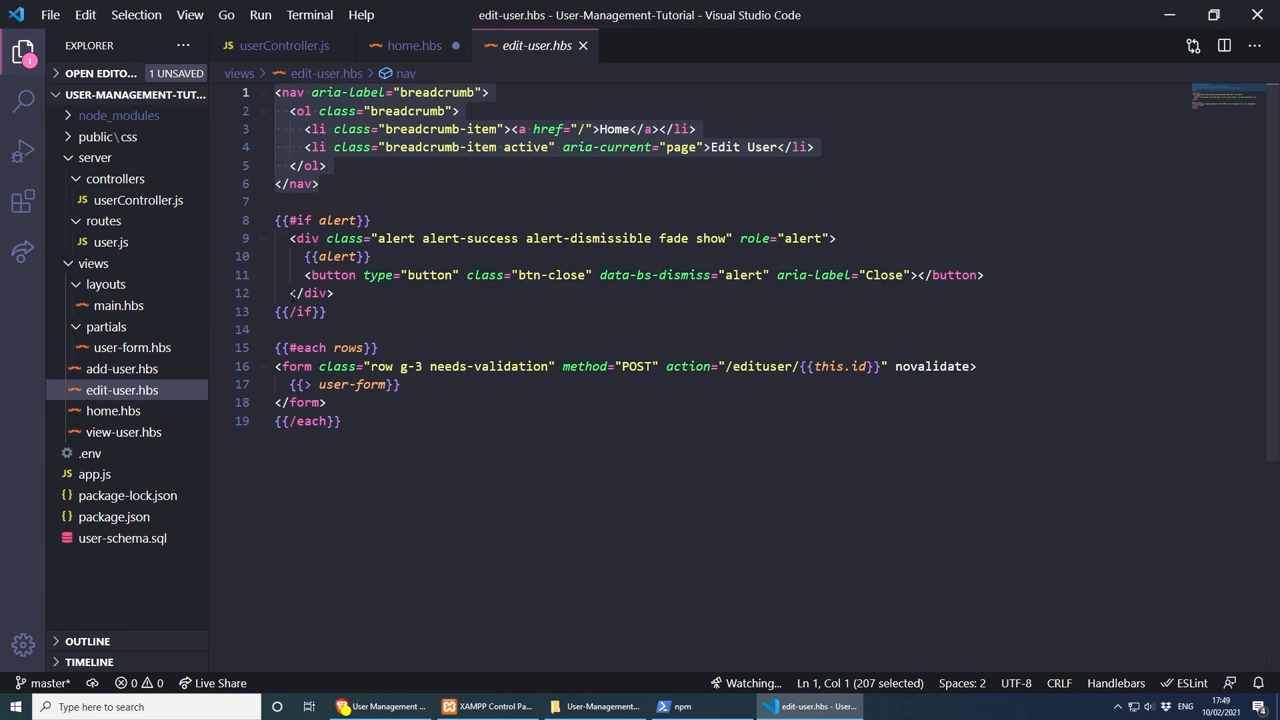 File Edit Selection View Go Run Terminal Help edit-user.hbs - User-Management-Tutorial - Visual Studio Code
EXPLORER
userController.js home.hbs edit-user.hbs
OPEN EDITO... 1 UNSAVED
views > edit-user.hbs > nav
USER-MANAGEMENT-TUT...
node_modules
public\css
server
controllers
userController.js
routes
user.js
views
layouts
main.hbs
partials
user-form.hbs
add-user.hbs
edit-user.hbs
home.hbs
view-user.hbs
.env
app.js
package-lock.json
package.json
user-schema.sql
OUTLINE
TIMELINE
1
1 <nav aria-label="breadcrumb">
2 <ol class="breadcrumb">
3 <li class="breadcrumb-item"><a href="/">Home</a></li>
4 <li class="breadcrumb-item active" aria-current="page">Edit User</li>
5 </ol>
6 </nav>
7
8 {{#if alert}}
9 <div class="alert alert-success alert-dismissible fade show" role="alert">
10 {{alert}}
11 <button type="button" class="btn-close" data-bs-dismiss="alert" aria-label="Close"></button>
12 </div>
13 {{/if}}
14
15 {{#each rows}}
16 <form class="row g-3 needs-validation" method="POST" action="/edituser/{{this.id}}" novalidate>
17 {{> user-form}}
18 </form>
19 {{/each}}
master* 0 0 Live Share Watching... Ln 1, Col 1 (207 selected) Spaces: 2 UTF-8 CRLF Handlebars ESLint
Type here to search User Management ... XAMPP Control Pa... User-Management-... npm edit-user.hbs - User... ENG 17:49
10/02/2021 4